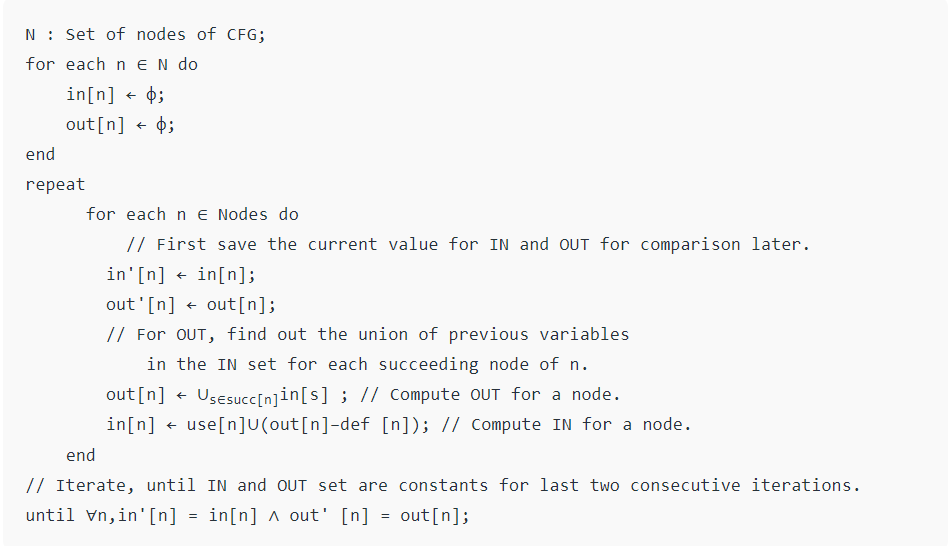 N : Set of nodes of CFG;
for each n ∈ N do
in[n] ← ϕ;
out[n] ← ϕ;
end
repeat
for each n ∈ Nodes do
// First save the current value for IN and OUT for comparison later.
in'[n] ← in[n];
out'[n] ← out[n];
// For OUT, find out the union of previous variables
in the IN set for each succeeding node of n.
out[n] ← ∪s∈succ[n]in[s] ; // Compute OUT for a node.
in[n] ← use[n]∪(out[n]−def [n]); // Compute IN for a node.
end
// Iterate, until IN and OUT set are constants for last two consecutive iterations.
until ∀n,in'[n] = in[n] ∧ out' [n] = out[n];